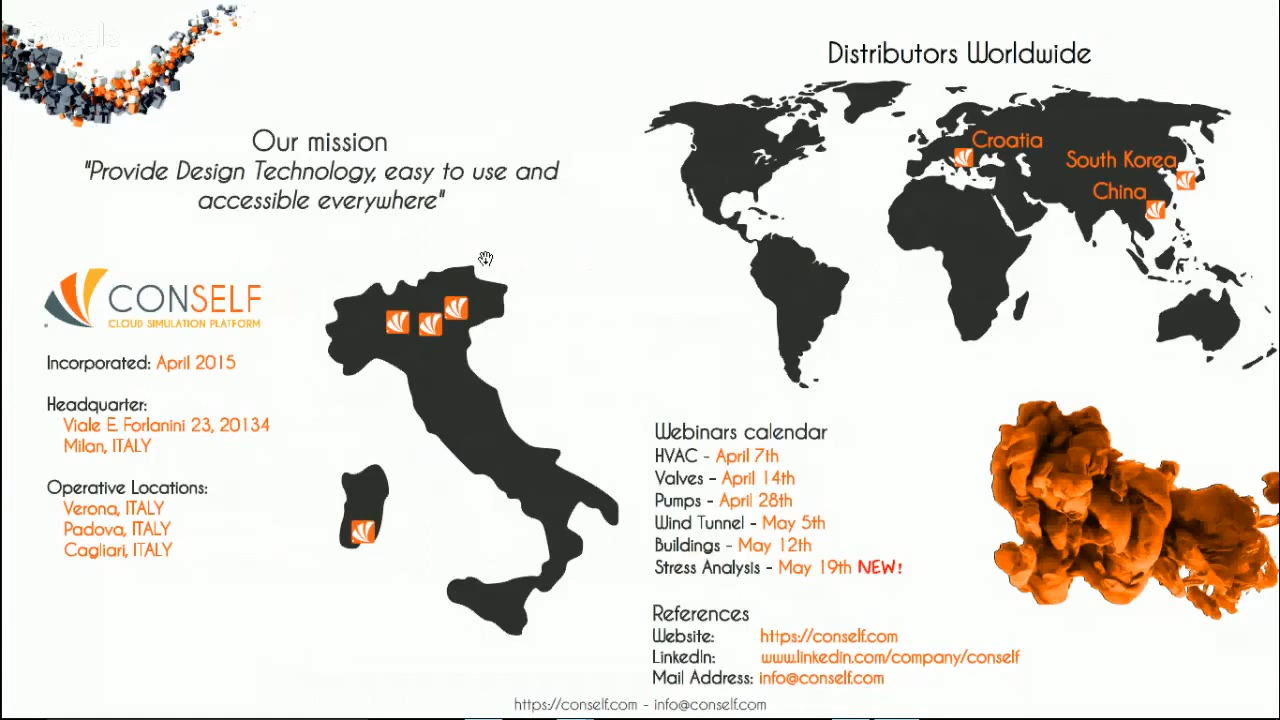 Our mission
"Provide Design Technology, easy to use and
accessible everywhere"
CONSELF
CLOUD SIMULATION PLATFORM
Incorporated: April 2015
Headquarter:
Viale E. Forlanini 23, 20134
Milan, ITALY
Operative Locations:
Verona, ITALY
Padova, ITALY
Cagliari, ITALY
Distributors Worldwide
Croatia
South Korea
China
Webinars calendar
HVAC - April 7th
Valves - April 14th
Pumps - April 28th
Wind Tunnel - May 5th
Buildings - May 12th
Stress Analysis - May 19th NEW!
References
Website: https://conself.com
LinkedIn: www.linkedin.com/company/conself
Mail Address: info@conself.com
https://conself.com - info@conself.com